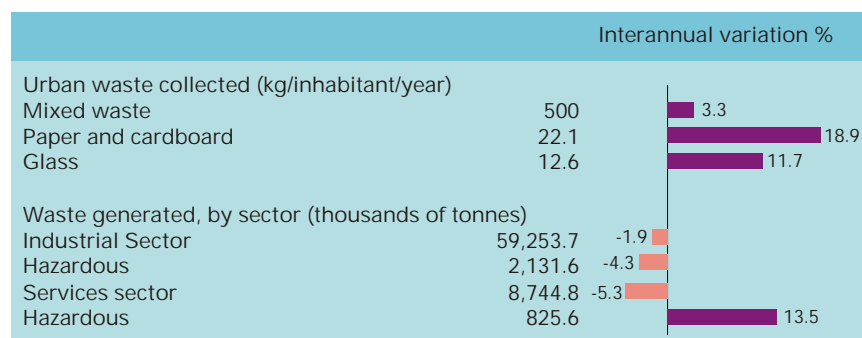 Interannual variation %
Urban waste collected (kg/inhabitant/year)
Mixed waste 500 3.3
Paper and cardboard 22.1 18.9
Glass 12.6 11.7
Waste generated, by sector (thousands of tonnes)
Industrial Sector 59,253.7 -1.9
Hazardous 2,131.6 -4.3
Services sector 8,744.8 -5.3
Hazardous 825.6 13.5